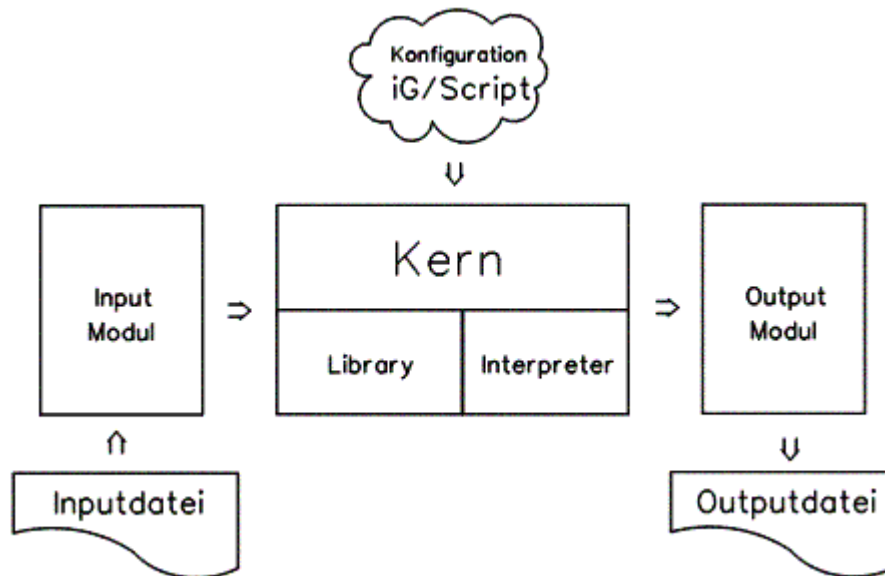 Konfiguration
iG/Script
Kern
Input
Modul
Library
Interpreter
Output
Modul
Inputdatei
Outputdatei